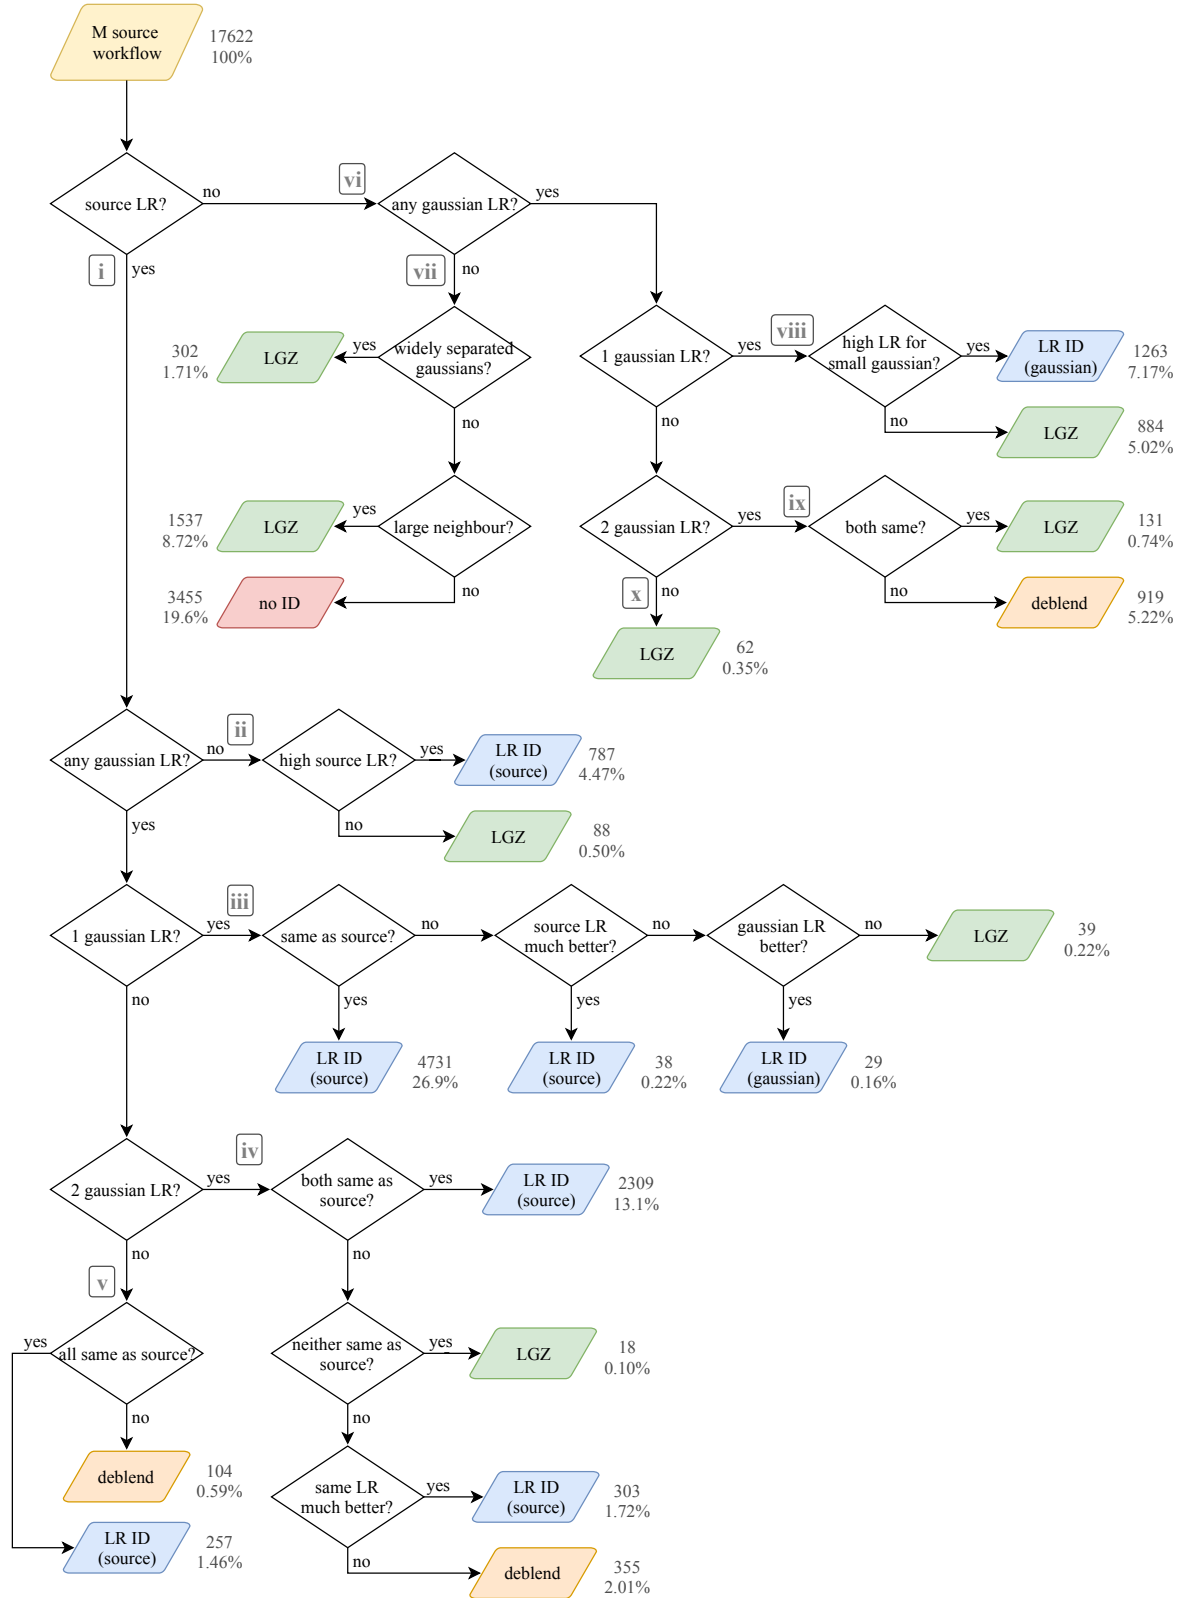 M source
workflow
17622
100%
source LR?
no
vi
any gaussian LR?
yes
i
yes
vii
no
302
1.71%
LGZ
yes
widely separated
gaussians?
1 gaussian LR?
yes
viii
high LR for
small gaussian?
yes
LR ID
(gaussian)
1263
7.17%
no
no
no
LGZ
884
5.02%
1537
8.72%
LGZ
yes
large neighbour?
2 gaussian LR?
yes
ix
both same?
yes
LGZ
131
0.74%
3455
19.6%
no ID
no
x
no
no
deblend
919
5.22%
LGZ
62
0.35%
any gaussian LR?
no
ii
high source LR?
yes
LR ID
(source)
787
4.47%
yes
no
LGZ
88
0.50%
1 gaussian LR?
yes
iii
same as source?
no
source LR
much better?
no
gaussian LR
better?
no
LGZ
39
0.22%
no
yes
yes
yes
LR ID
(source)
4731
26.9%
LR ID
(source)
38
0.22%
LR ID
(gaussian)
29
0.16%
2 gaussian LR?
yes
iv
both same as
source?
yes
LR ID
(source)
2309
13.1%
no
no
v
yes
all same as source?
neither same as
source?
yes
LGZ
18
0.10%
no
no
deblend
104
0.59%
same LR
much better?
yes
LR ID
(source)
303
1.72%
LR ID
(source)
257
1.46%
no
deblend
355
2.01%